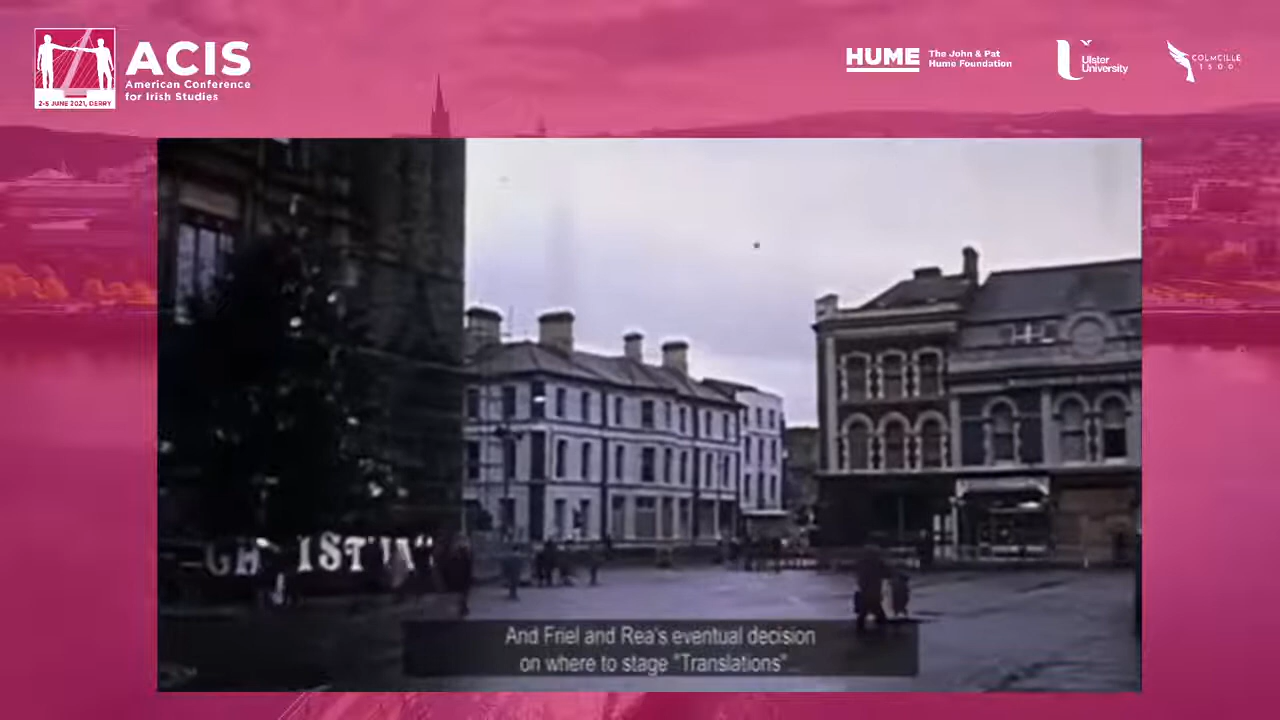 ACIS
American Conference
for Irish Studies
2-5 JUNE 2021, DERRY
HUME
The John & Pat
Hume Foundation
Ulster
University
COLMCILLE
1500
And Friel and Rea's eventual decision
on where to stage "Translations"